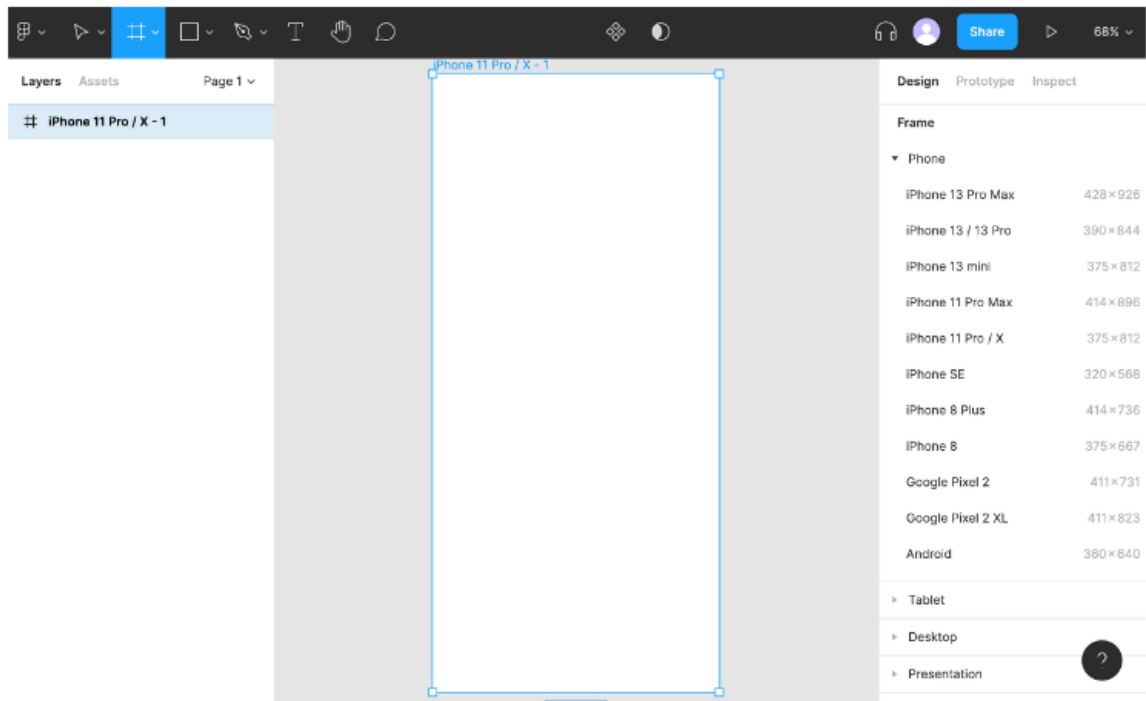 Share
68%
Layers Assets Page 1
iPhone 11 Pro / X - 1
iPhone 11 Pro / X - 1
Design Prototype Inspect
Frame
Phone
iPhone 13 Pro Max 428×926
iPhone 13 / 13 Pro 390×844
iPhone 13 mini 375×812
iPhone 11 Pro Max 414×896
iPhone 11 Pro / X 375×812
iPhone SE 320×568
iPhone 8 Plus 414×736
iPhone 8 375×667
Google Pixel 2 411×731
Google Pixel 2 XL 411×823
Android 360×640
Tablet
Desktop
Presentation
?